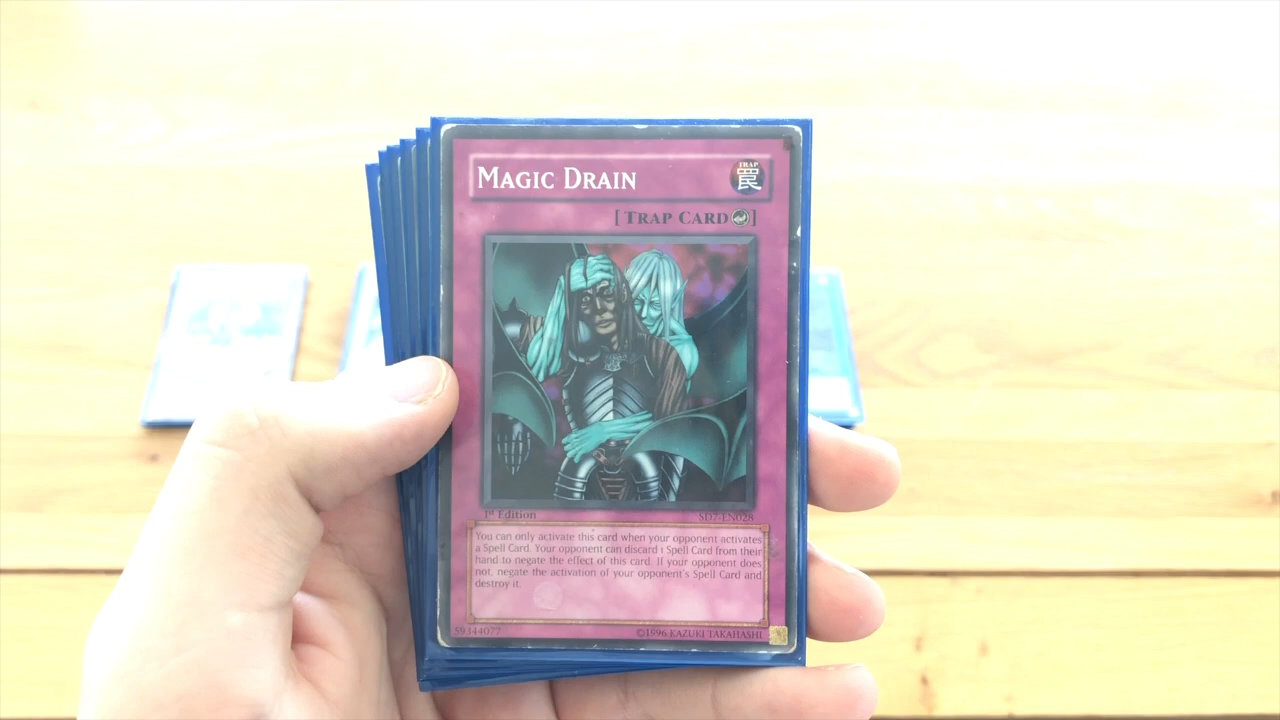 MAGIC DRAIN
TRAP
罠
[TRAP CARD]
1st Edition
SD7-EN028
You can only activate this card when your opponent activates
a Spell Card. Your opponent can discard 1 Spell Card from their
hand to negate the effect of this card. If your opponent does
not, negate the activation of your opponent's Spell Card and
destroy it.
59344077
©1996 KAZUKI TAKAHASHI